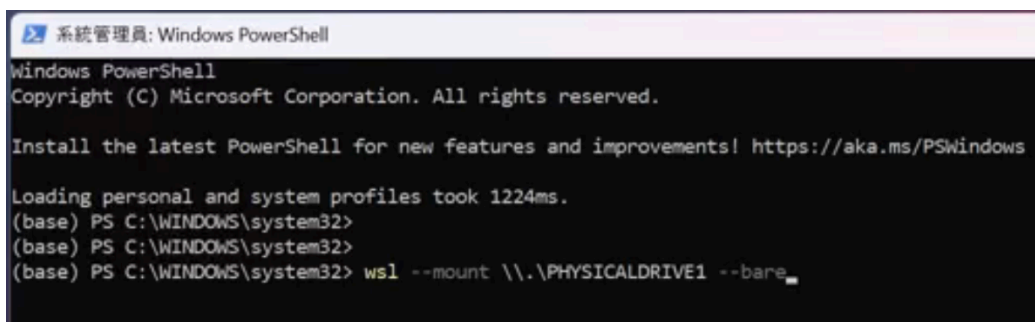 系統管理員: Windows PowerShell
Windows PowerShell
Copyright (C) Microsoft Corporation. All rights reserved.
Install the latest PowerShell for new features and improvements! https://aka.ms/PSWindows
Loading personal and system profiles took 1224ms.
(base) PS C:\WINDOWS\system32>
(base) PS C:\WINDOWS\system32>
(base) PS C:\WINDOWS\system32> wsl --mount \\.\PHYSICALDRIVE1 --bare